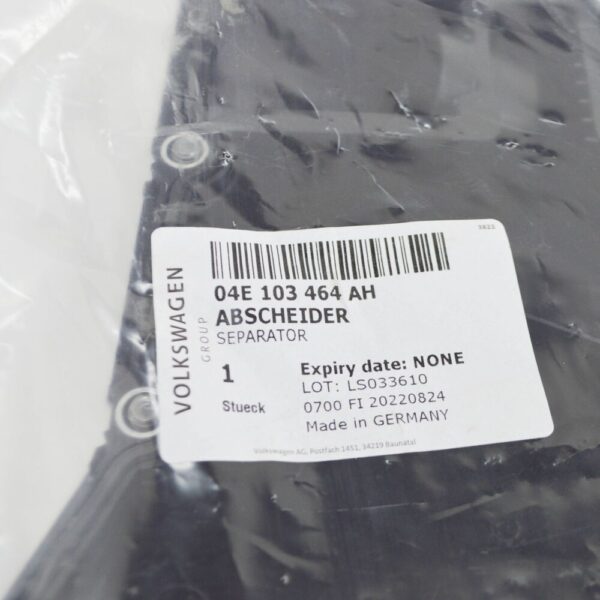 3R22
VOLKSWAGEN
GROUP
04E 103 464 AH
ABSCHEIDER
SEPARATOR
1
Stueck
Expiry date: NONE
LOT: LS033610
0700 FI 20220824
Made in GERMANY
Volkswagen AG, Postfach 1451, 34219 Baunatal